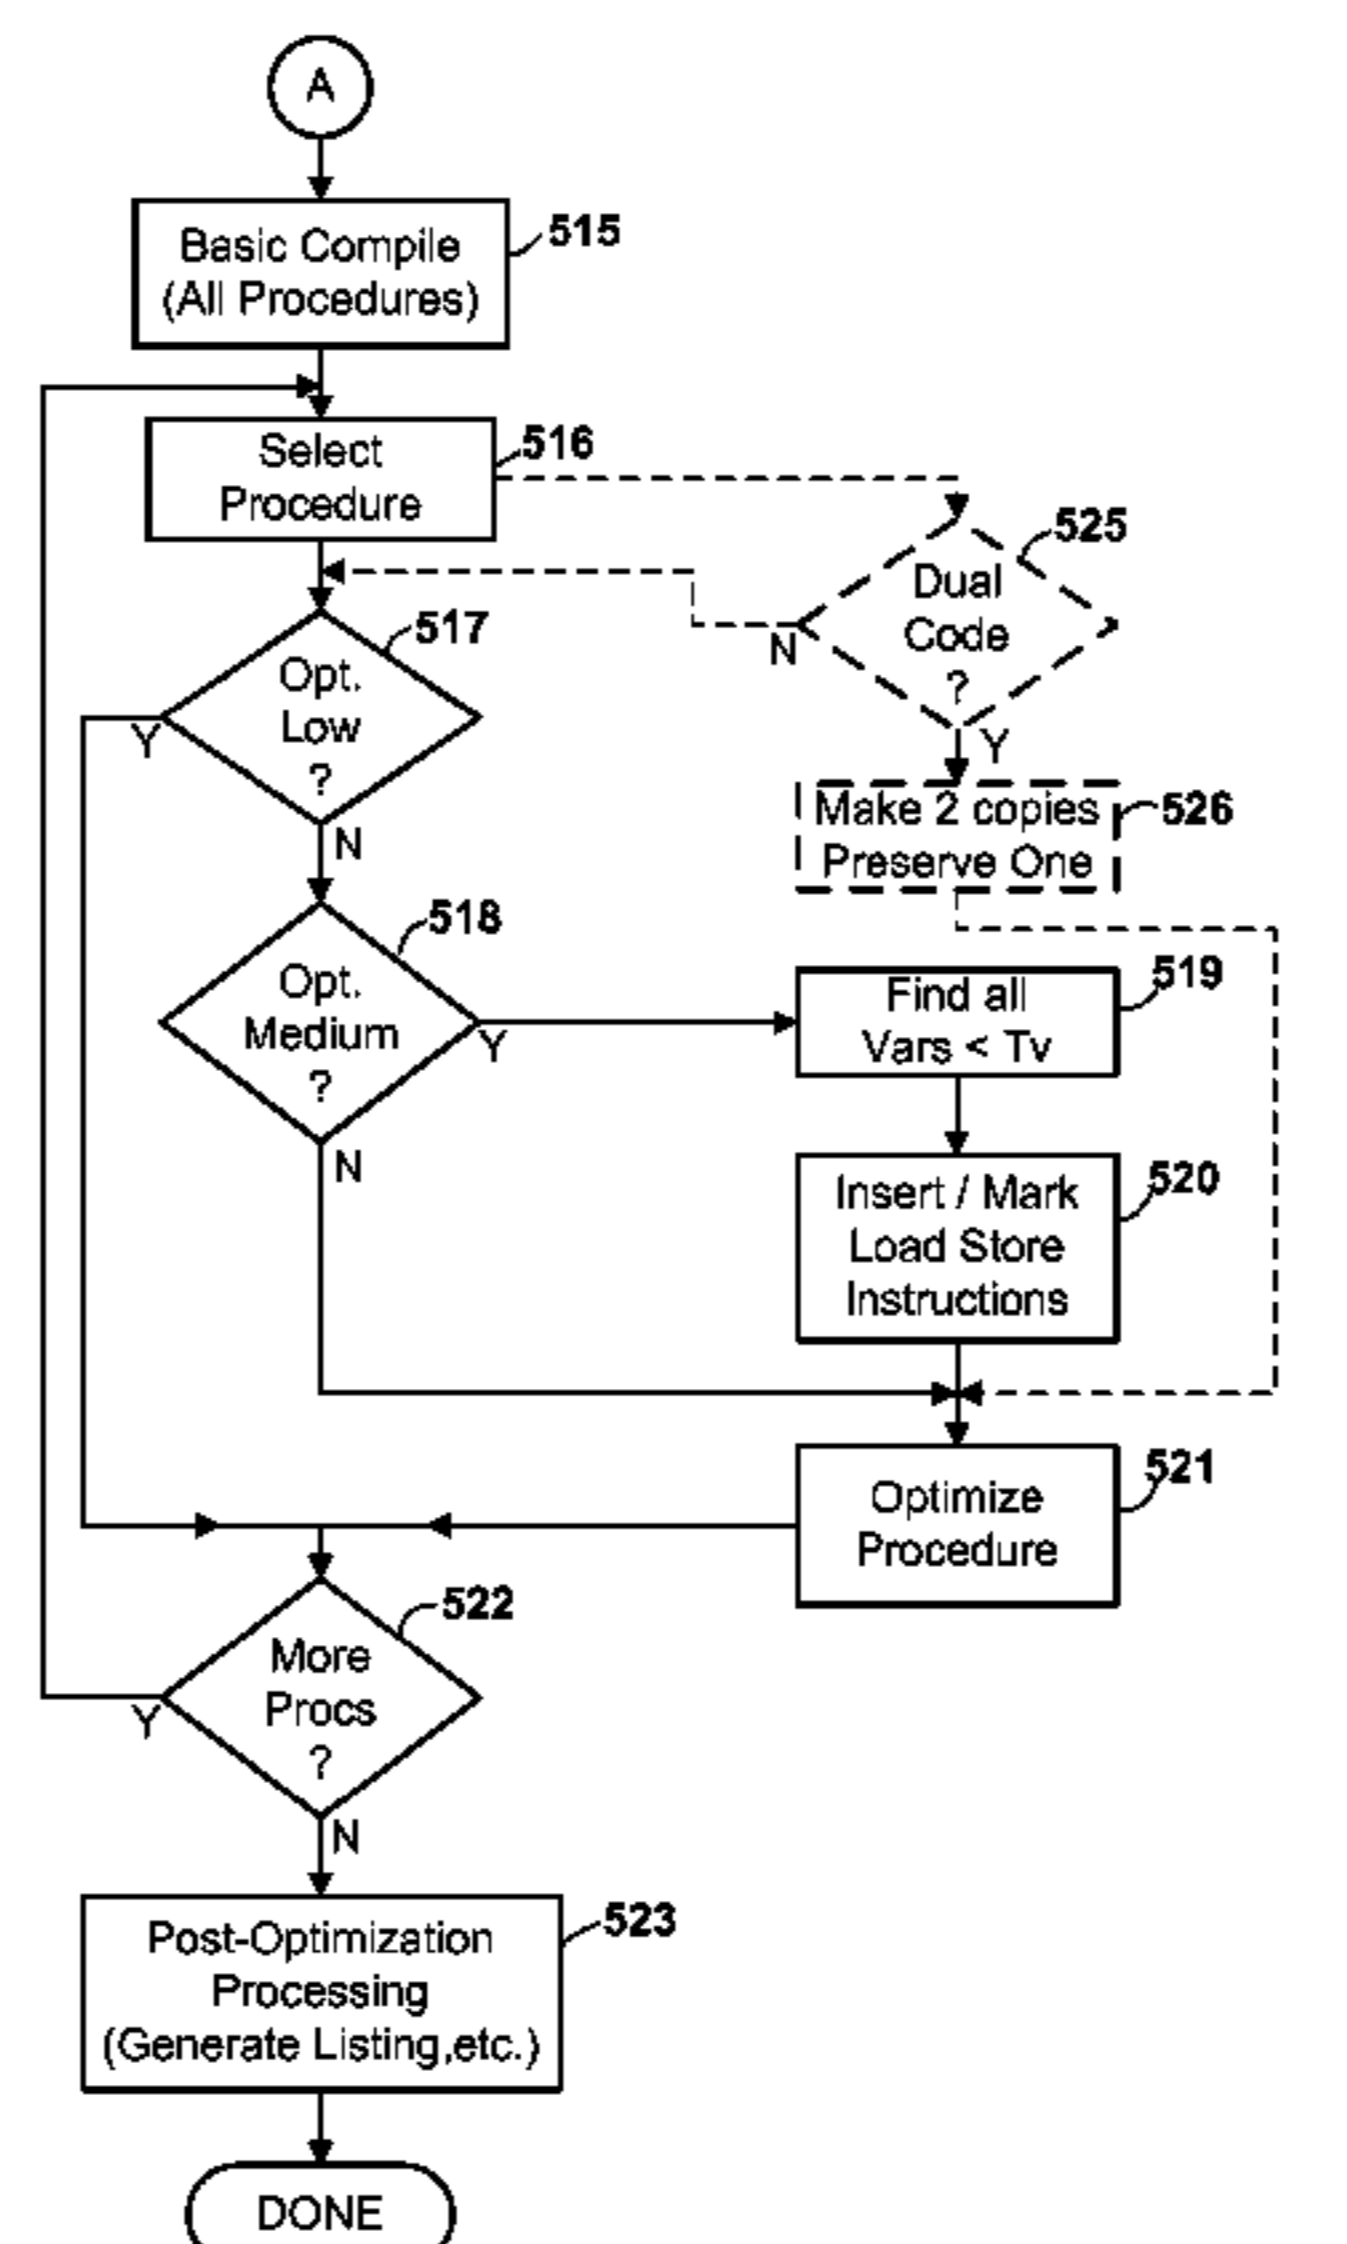 A
Basic Compile
(All Procedures)
515
Select
Procedure
516
Dual
Code
?
525
N
Y
Opt.
Low
?
517
Y
N
Make 2 copies
Preserve One
526
Opt.
Medium
?
518
Y
N
Find all
Vars < Tv
519
Insert / Mark
Load Store
Instructions
520
Optimize
Procedure
521
More
Procs
?
522
Y
N
Post-Optimization
Processing
(Generate Listing,etc.)
523
DONE